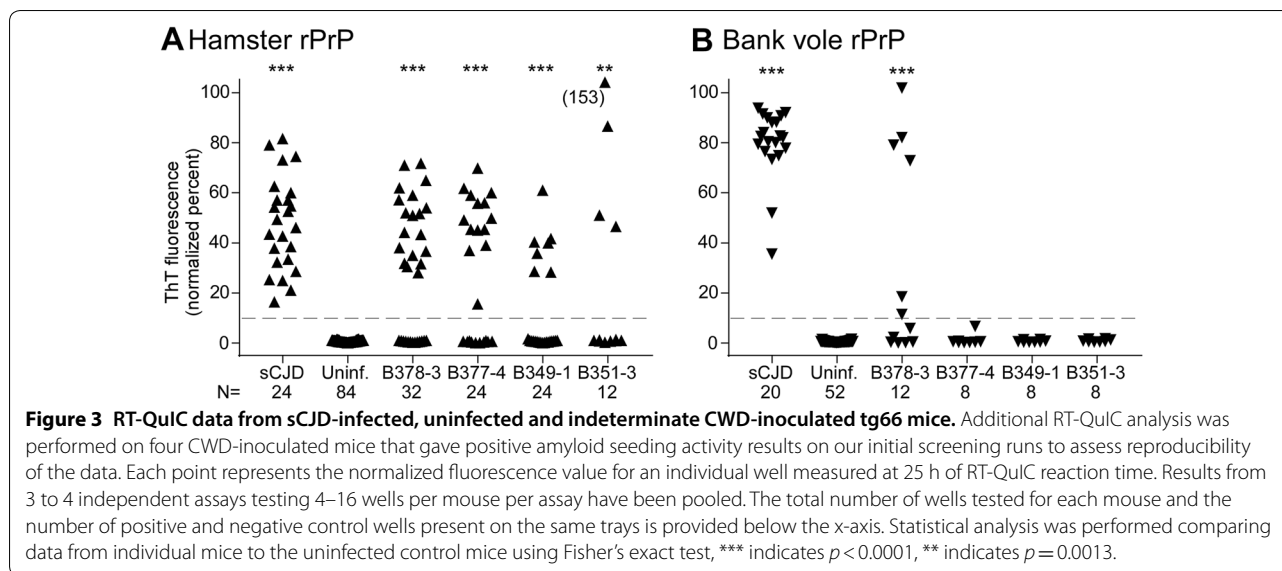 A Hamster rPrP
B Bank vole rPrP
ThT fluorescence
(normalized percent)
100
80
60
40
20
0
*** *** *** *** **
(153)
sCJD Uninf. B378-3 B377-4 B349-1 B351-3
N= 24 84 32 24 24 12
100
80
60
40
20
0
*** ***
sCJD Uninf. B378-3 B377-4 B349-1 B351-3
20 52 12 8 8 8
Figure 3 RT-QuIC data from sCJD-infected, uninfected and indeterminate CWD-inoculated tg66 mice. Additional RT-QuIC analysis was
performed on four CWD-inoculated mice that gave positive amyloid seeding activity results on our initial screening runs to assess reproducibility
of the data. Each point represents the normalized fluorescence value for an individual well measured at 25 h of RT-QuIC reaction time. Results from
3 to 4 independent assays testing 4–16 wells per mouse per assay have been pooled. The total number of wells tested for each mouse and the
number of positive and negative control wells present on the same trays is provided below the x-axis. Statistical analysis was performed comparing
data from individual mice to the uninfected control mice using Fisher's exact test, *** indicates p < 0.0001, ** indicates p = 0.0013.